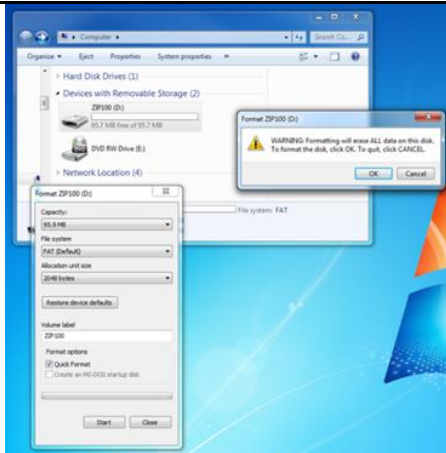 Computer
Search Co...
Organize
Eject
Properties
System properties
»
Hard Disk Drives (1)
Devices with Removable Storage (2)
ZIP100 (D:)
95.7 MB free of 95.7 MB
DVD RW Drive (E:)
Network Location (4)
File system: FAT
Format ZIP100 (D:)
WARNING: Formatting will erase ALL data on this disk.
To format the disk, click OK. To quit, click CANCEL.
OK
Cancel
Format ZIP100 (D:)
Capacity:
95.9 MB
File system
FAT (Default)
Allocation unit size
2048 bytes
Restore device defaults
Volume label
ZIP100
Format options
Quick Format
Create an MS-DOS startup disk
Start
Close